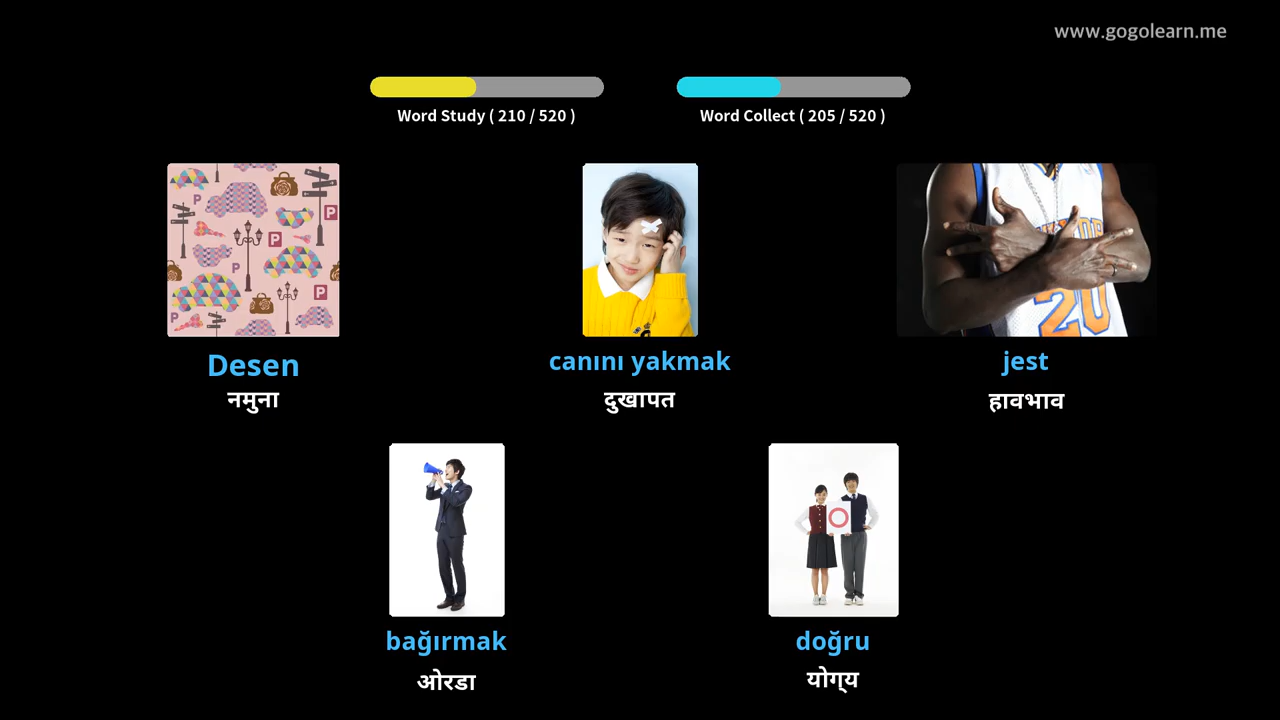 www.gogolearn.me
Word Study ( 210 / 520 )
Word Collect ( 205 / 520 )
P
P
P
P
P
P
20
Desen
नमुना
canını yakmak
दुखापत
jest
हावभाव
bağırmak
ओरडा
doğru
योग्य